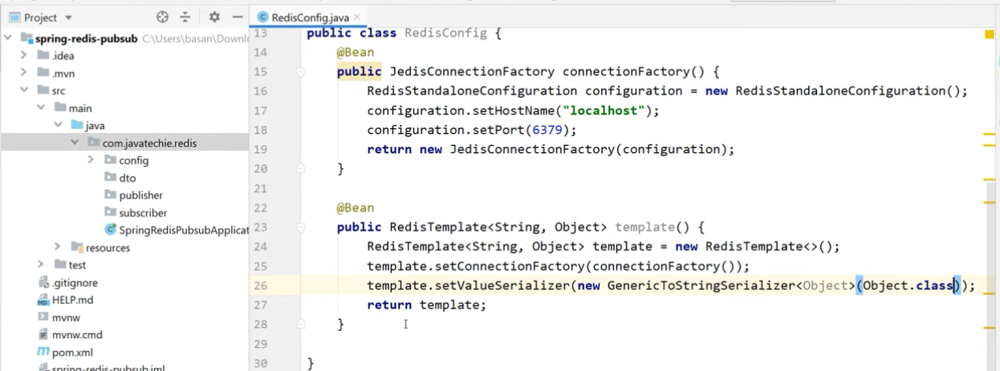 Project
spring-redis-pubsub C:\Users\basan\Downl
.idea
.mvn
src
main
java
com.javatechie.redis
config
dto
publisher
subscriber
SpringRedisPubsubApplicat
resources
test
.gitignore
HELP.md
mvnw
mvnw.cmd
pom.xml
spring-redis-pubsub.iml
RedisConfig.java
13 public class RedisConfig {
14 @Bean
15 public JedisConnectionFactory connectionFactory() {
16 RedisStandaloneConfiguration configuration = new RedisStandaloneConfiguration();
17 configuration.setHostName("localhost");
18 configuration.setPort(6379);
19 return new JedisConnectionFactory(configuration);
20 }
21
22 @Bean
23 public RedisTemplate<String, Object> template() {
24 RedisTemplate<String, Object> template = new RedisTemplate<>();
25 template.setConnectionFactory(connectionFactory());
26 template.setValueSerializer(new GenericToStringSerializer<Object>(Object.class));
27 return template;
28 }
29
30 }